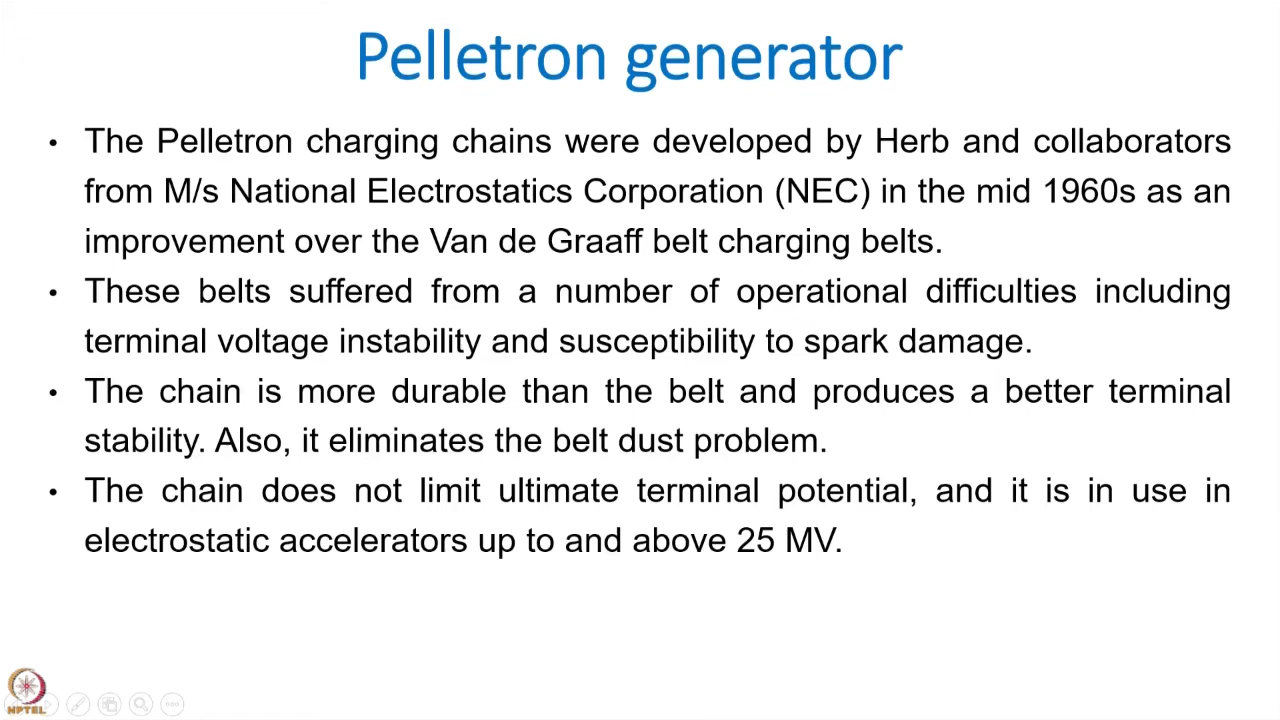 Pelletron generator
• The Pelletron charging chains were developed by Herb and collaborators
from M/s National Electrostatics Corporation (NEC) in the mid 1960s as an
improvement over the Van de Graaff belt charging belts.
• These belts suffered from a number of operational difficulties including
terminal voltage instability and susceptibility to spark damage.
• The chain is more durable than the belt and produces a better terminal
stability. Also, it eliminates the belt dust problem.
• The chain does not limit ultimate terminal potential, and it is in use in
electrostatic accelerators up to and above 25 MV.
NPTEL